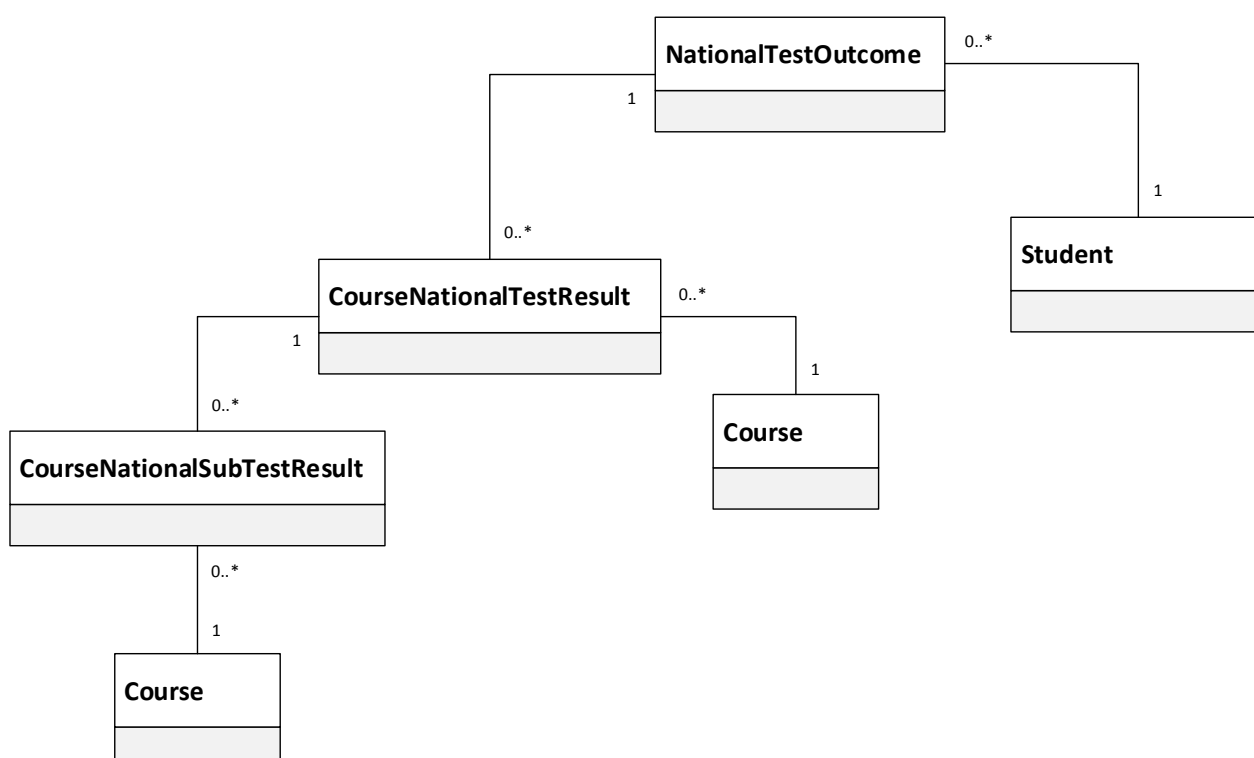 NationalTestOutcome
0..*
1
1
0..*
Student
CourseNationalTestResult
0..*
1
1
0..*
Course
CourseNationalSubTestResult
0..*
1
Course